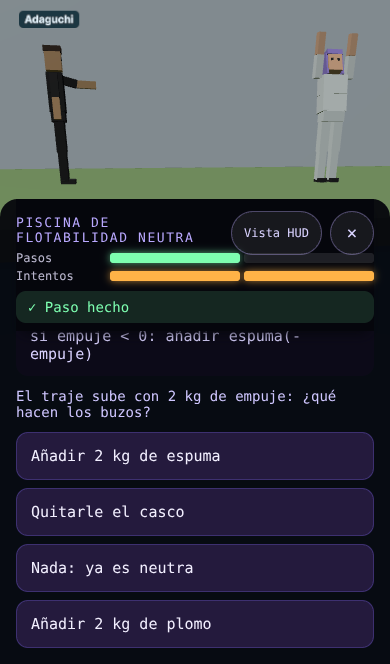 Adaguchi
PISCINA DE
FLOTABILIDAD NEUTRA
Vista HUD
✕
Pasos
Intentos
✓ Paso hecho
si empuje < 0: añadir espuma(-
empuje)
El traje sube con 2 kg de empuje: ¿qué
hacen los buzos?
Añadir 2 kg de espuma
Quitarle el casco
Nada: ya es neutra
Añadir 2 kg de plomo